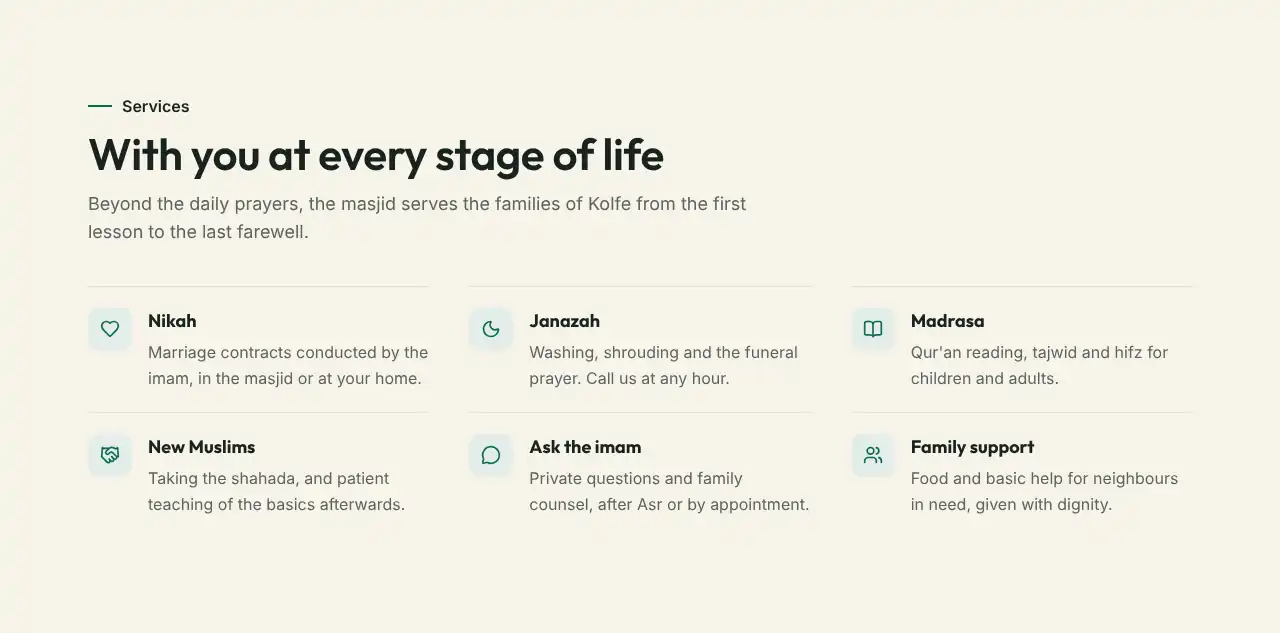 Services
With you at every stage of life
Beyond the daily prayers, the masjid serves the families of Kolfe from the first
lesson to the last farewell.
Nikah
Marriage contracts conducted by the
imam, in the masjid or at your home.
Janazah
Washing, shrouding and the funeral
prayer. Call us at any hour.
Madrasa
Qur'an reading, tajwid and hifz for
children and adults.
New Muslims
Taking the shahada, and patient
teaching of the basics afterwards.
Ask the imam
Private questions and family
counsel, after Asr or by appointment.
Family support
Food and basic help for neighbours
in need, given with dignity.